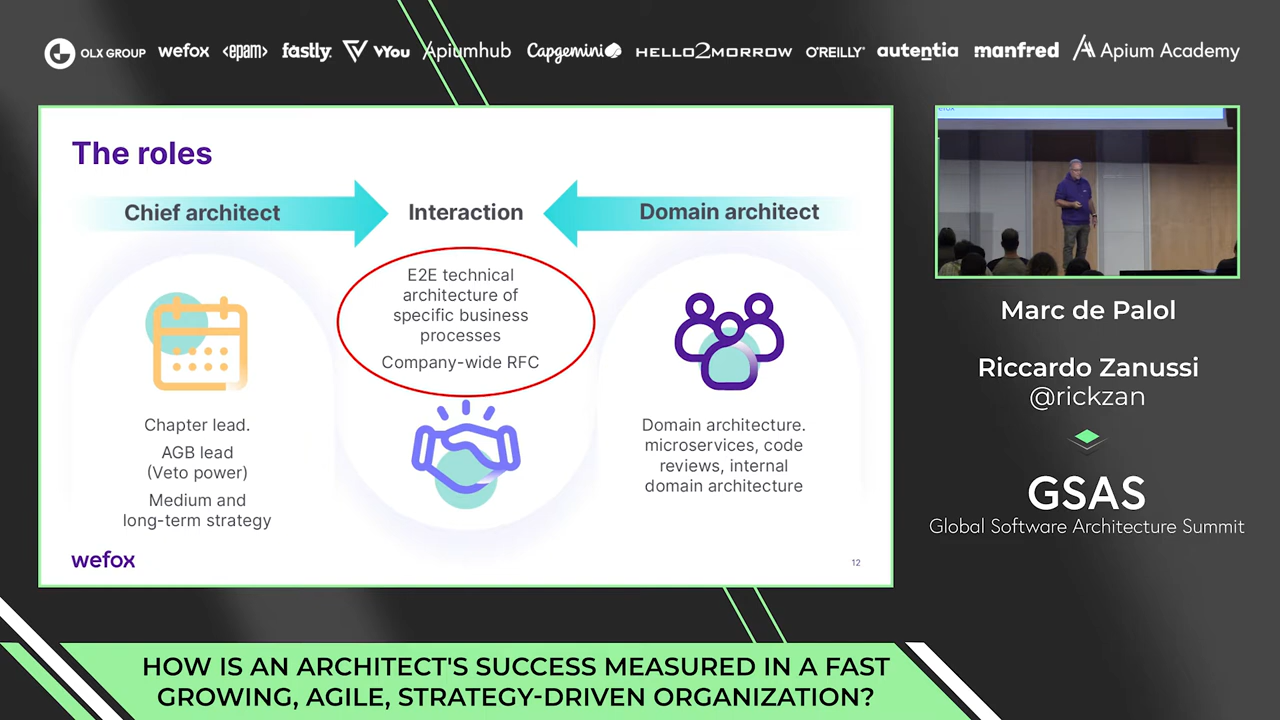 OLX GROUP wefox <epam> fastly. VYou Apiumhub Capgemini HELLO2MORROW O'REILLY autentia manfred Apium Academy
The roles
Chief architect
Interaction
Domain architect
E2E technical
architecture of
specific business
processes
Company-wide RFC
Chapter lead.
AGB lead
(Veto power)
Medium and
long-term strategy
Domain architecture.
microservices, code
reviews, internal
domain architecture
wefox
12
Marc de Palol
Riccardo Zanussi
@rickzan
GSAS
Global Software Architecture Summit
HOW IS AN ARCHITECT'S SUCCESS MEASURED IN A FAST
GROWING, AGILE, STRATEGY-DRIVEN ORGANIZATION?